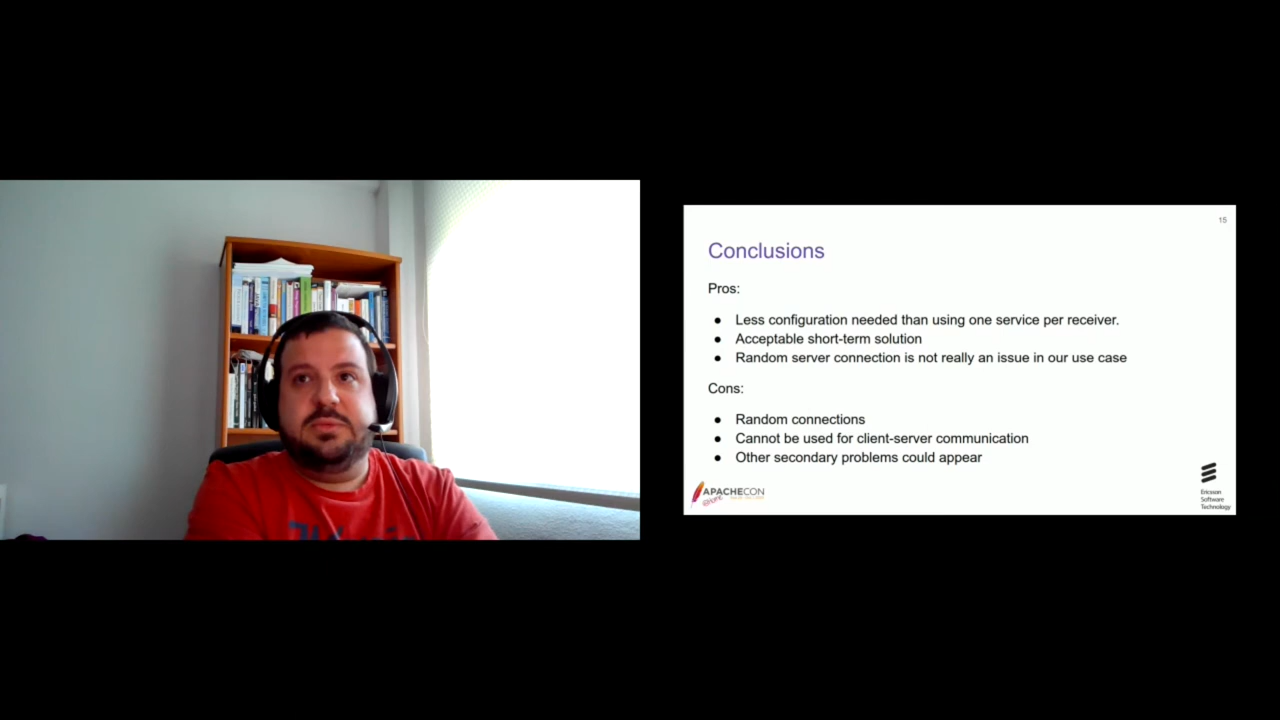 15
Conclusions
Pros:
● Less configuration needed than using one service per receiver.
● Acceptable short-term solution
● Random server connection is not really an issue in our use case
Cons:
● Random connections
● Cannot be used for client-server communication
● Other secondary problems could appear
APACHECON
Ericsson
Software
Technology